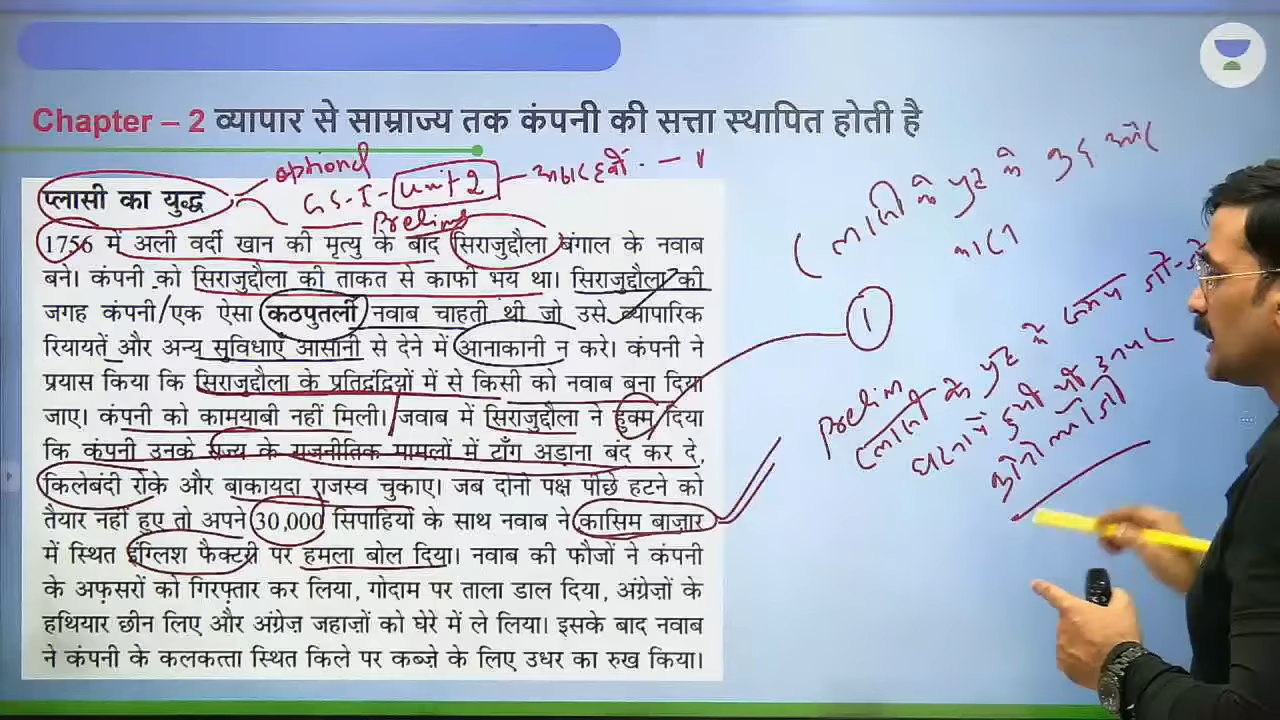 Chapter – 2 व्यापार से साम्राज्य तक कंपनी की सत्ता स्थापित होती है
optional
GS-I- Unit 2
Prelims
प्लासी का युद्ध
1756 में अली वर्दी खान की मृत्यु के बाद सिराजुद्दौला बंगाल के नवाब
बने। कंपनी को सिराजुद्दौला की ताकत से काफी भय था। सिराजुद्दौला की
जगह कंपनी एक ऐसा कठपुतली नवाब चाहती थी जो उसे व्यापारिक
रियायतें और अन्य सुविधाएँ आसानी से देने में आनाकानी न करे। कंपनी ने
प्रयास किया कि सिराजुद्दौला के प्रतिद्वंद्वियों में से किसी को नवाब बना दिया
जाए। कंपनी को कामयाबी नहीं मिली। जवाब में सिराजुद्दौला ने हुक्म दिया
कि कंपनी उनके राज्य के राजनीतिक मामलों में टाँग अड़ाना बंद कर दे,
किलेबंदी रोके और बाकायदा राजस्व चुकाए। जब दोनों पक्ष पीछे हटने को
तैयार नहीं हुए तो अपने 30,000 सिपाहियों के साथ नवाब ने कासिम बाज़ार
में स्थित इंग्लिश फैक्टरी पर हमला बोल दिया। नवाब की फौजों ने कंपनी
के अफ़सरों को गिरफ़्तार कर लिया, गोदाम पर ताला डाल दिया, अंग्रेज़ों के
हथियार छीन लिए और अंग्रेज़ जहाज़ों को घेरे में ले लिया। इसके बाद नवाब
ने कंपनी के कलकत्ता स्थित किले पर कब्ज़े के लिए उधर का रुख किया।
1
Prelim
के युद्ध में